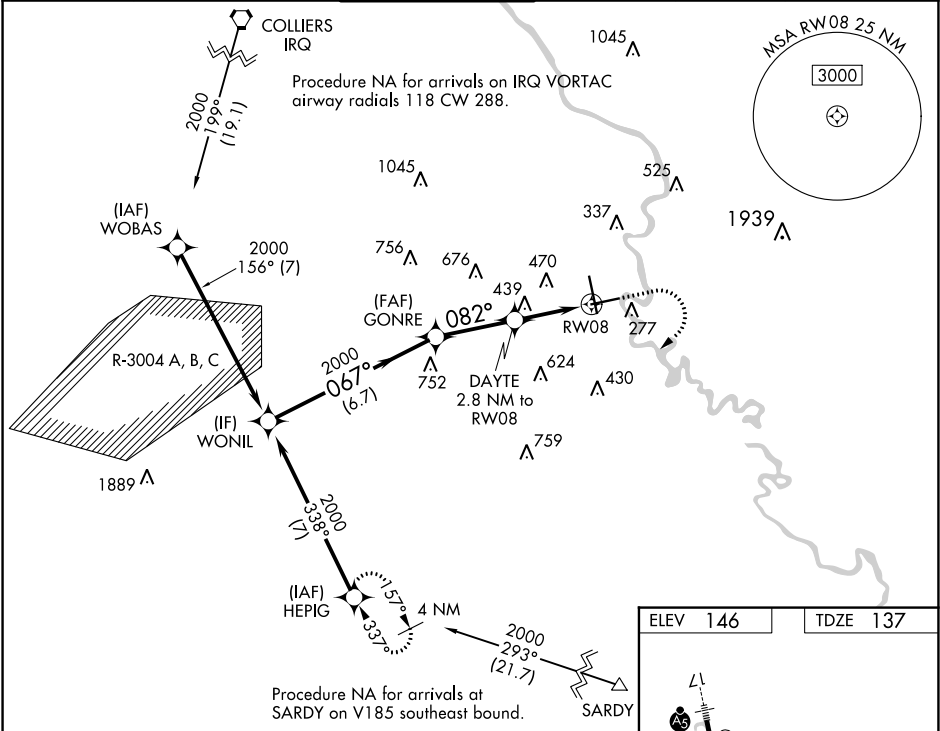 COLLIERS
IRQ
Procedure NA for arrivals on IRQ VORTAC
airway radials 118 CW 288.
1045
MSA RW08 25 NM
3000
2000
199°
(19.1)
1045
525
337
1939
(IAF)
WOBAS
2000
156° (7)
756
676
470
439
(FAF)
GONRE
082°
RW08
277
R-3004 A, B, C
2000
067°
(6.7)
752
DAYTE
2.8 NM to
RW08
624
430
(IF)
WONIL
759
1889
2000
338°
(7)
(IAF)
HEPIG
157°
337°
4 NM
2000
293°
(21.7)
SARDY
Procedure NA for arrivals at
SARDY on V185 southeast bound.
ELEV 146
TDZE 137
17
A5